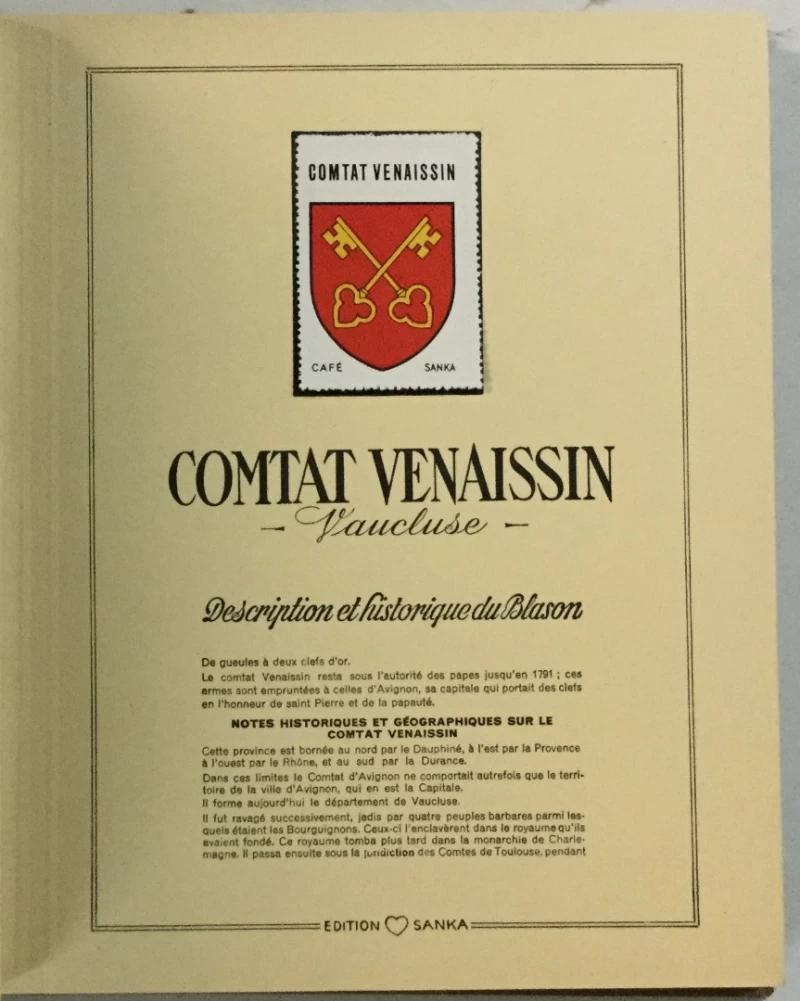 COMTAT VENAISSIN
CAFÉ SANKA
COMTAT VENAISSIN
- Vaucluse -
Description et historique du Blason
De gueules à deux clefs d'or.
Le comtat Venaissin resta sous l'autorité des papes jusqu'en 1791 ; ces
armes sont empruntées à celles d'Avignon, sa capitale qui portait des clefs
en l'honneur de saint Pierre et de la papauté.
NOTES HISTORIQUES ET GÉOGRAPHIQUES SUR LE
COMTAT VENAISSIN
Cette province est bornée au nord par le Dauphiné, à l'est par la Provence
à l'ouest par le Rhône, et au sud par la Durance.
Dans ces limites le Comtat d'Avignon ne comportait autrefois que le terri-
toire de la ville d'Avignon, qui en est la Capitale.
Il forme aujourd'hui le département de Vaucluse.
Il fut ravagé successivement, jadis par quatre peuples barbares parmi les-
quels étaient les Bourguignons. Ceux-ci l'enclavèrent dans le royaume qu'ils
avaient fondé. Ce royaume tomba plus tard dans la monarchie de Charle-
magne. Il passa ensuite sous la juridiction des Comtes de Toulouse, pendant
EDITION SANKA